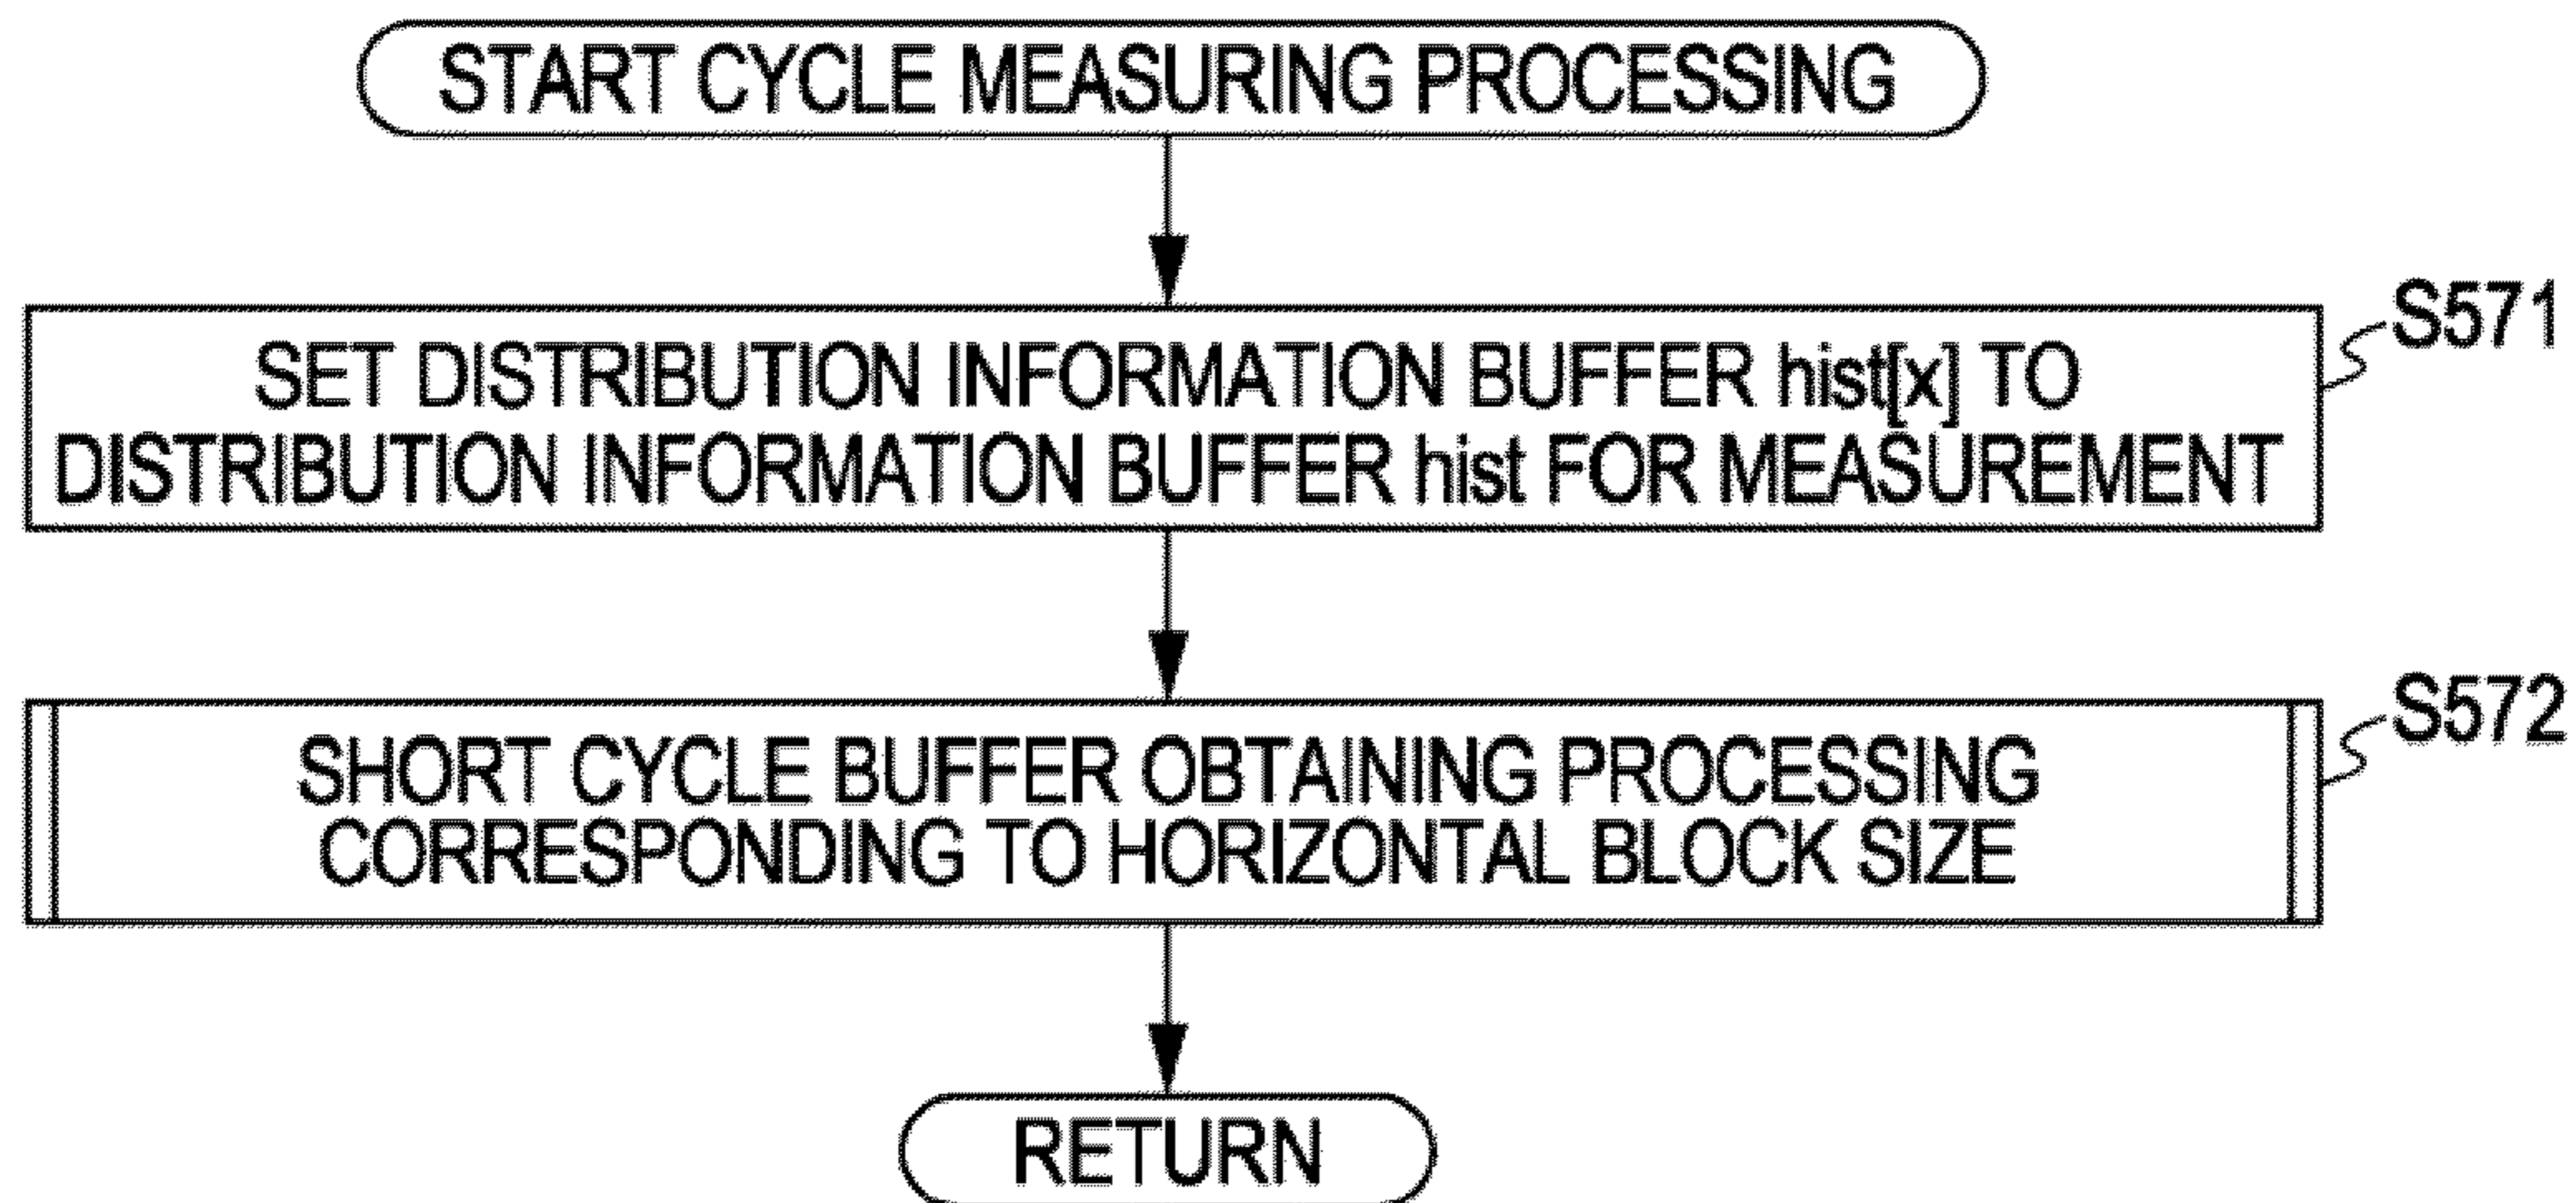 START CYCLE MEASURING PROCESSING
S571
SET DISTRIBUTION INFORMATION BUFFER hist[x] TO
DISTRIBUTION INFORMATION BUFFER hist FOR MEASUREMENT
S572
SHORT CYCLE BUFFER OBTAINING PROCESSING
CORRESPONDING TO HORIZONTAL BLOCK SIZE
RETURN